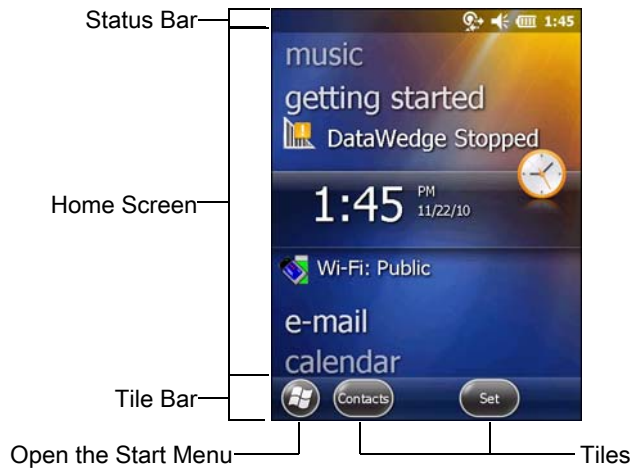 Status Bar
1:45
music
getting started
DataWedge Stopped
Home Screen
1:45 PM
11/22/10
Wi-Fi: Public
e-mail
calendar
Tile Bar
Contacts
Set
Open the Start Menu
Tiles